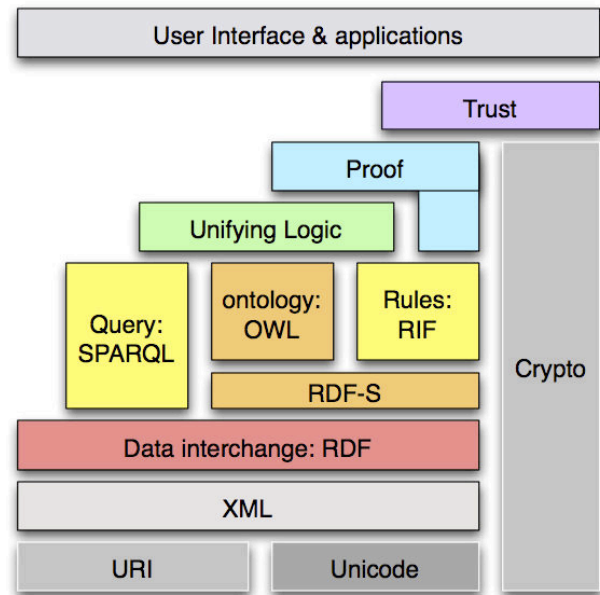 User Interface & applications
Trust
Proof
Unifying Logic
Query:
SPARQL
ontology:
OWL
Rules:
RIF
Crypto
RDF-S
Data interchange: RDF
XML
URI
Unicode